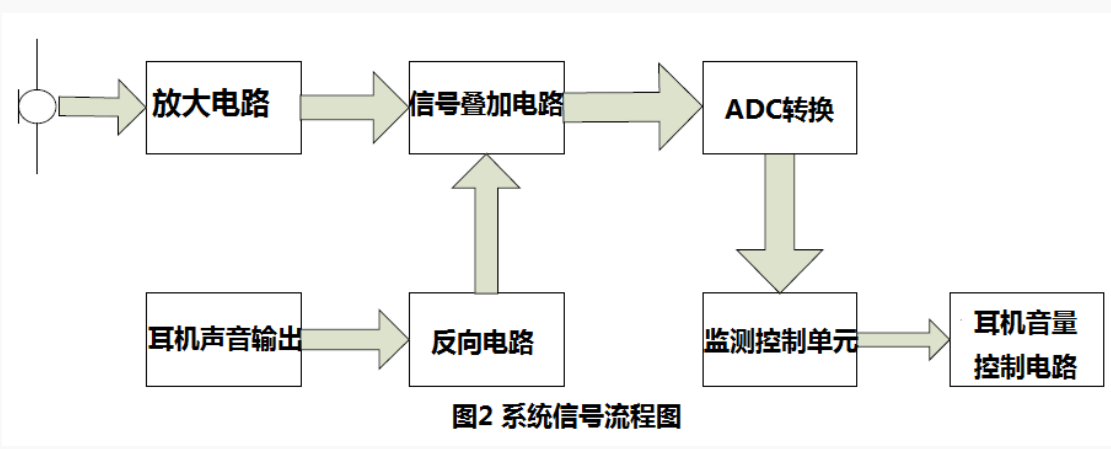 放大电路
信号叠加电路
ADC转换
耳机声音输出
反向电路
监测控制单元
耳机音量
控制电路
图2 系统信号流程图